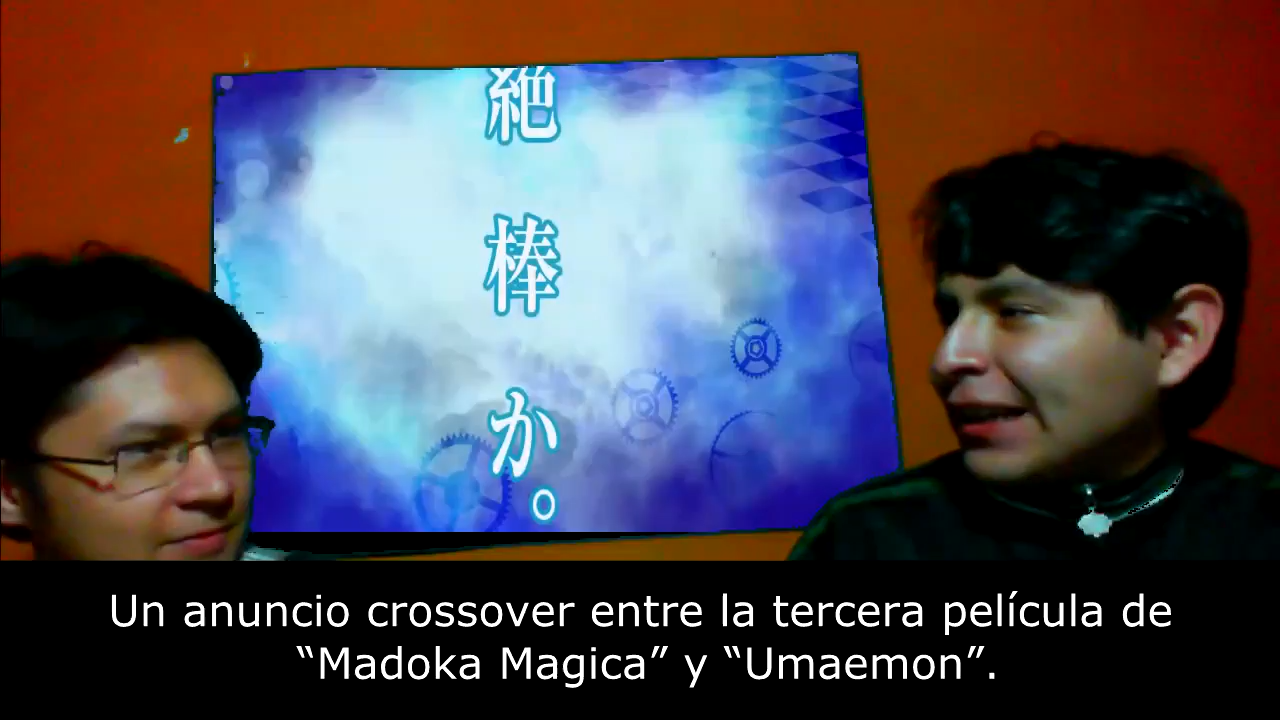 絶棒か。
Un anuncio crossover entre la tercera película de
“Madoka Magica” y “Umaemon”.